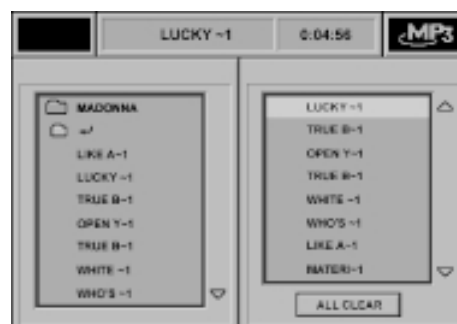 LUCKY ~1 0:04:56 MP3
MADONNA
LIKE A~1
LUCKY ~1
TRUE B~1
OPEN Y~1
TRUE B~1
WHITE ~1
WHO'S ~1
LUCKY ~1
TRUE B~1
OPEN Y~1
TRUE B~1
WHITE ~1
WHO'S ~1
LIKE A~1
MATERI~1
ALL CLEAR